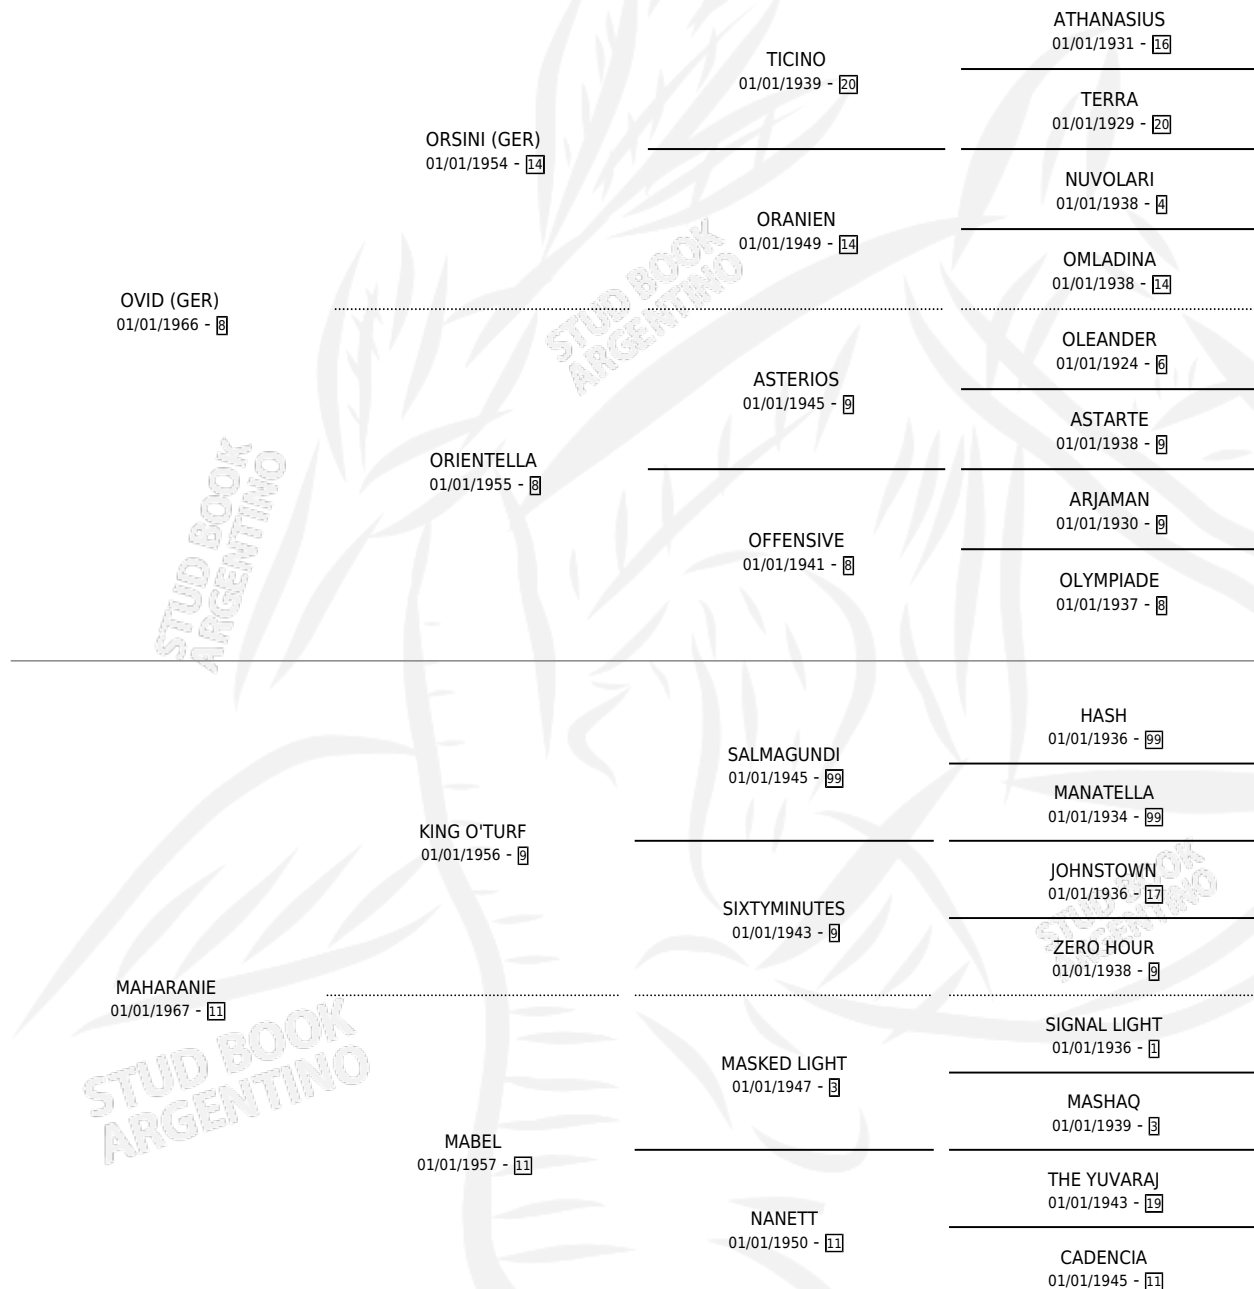 ATHANASIUS
01/01/1931 - 16
TICINO
01/01/1939 - 20
TERRA
01/01/1929 - 20
ORSINI (GER)
01/01/1954 - 14
NUVOLARI
01/01/1938 - 4
ORANIEN
01/01/1949 - 14
OMLADINA
01/01/1938 - 14
OVID (GER)
01/01/1966 - 8
OLEANDER
01/01/1924 - 6
ASTERIOS
01/01/1945 - 9
ASTARTE
01/01/1938 - 9
ORIENTELLA
01/01/1955 - 8
ARJAMAN
01/01/1930 - 9
OFFENSIVE
01/01/1941 - 8
OLYMPIADE
01/01/1937 - 8
HASH
01/01/1936 - 99
SALMAGUNDI
01/01/1945 - 99
MANATELLA
01/01/1934 - 99
KING O'TURF
01/01/1956 - 9
JOHNSTOWN
01/01/1936 - 17
SIXTYMINUTES
01/01/1943 - 9
ZERO HOUR
01/01/1938 - 9
MAHARANIE
01/01/1967 - 11
SIGNAL LIGHT
01/01/1936 - 1
MASKED LIGHT
01/01/1947 - 3
MASHAQ
01/01/1939 - 3
MABEL
01/01/1957 - 11
THE YUVARAJ
01/01/1943 - 19
NANETT
01/01/1950 - 11
CADENCIA
01/01/1945 - 11
STUD BOOK
ARGENTINO
STUD BOOK
ARGENTINO
STUD BOOK
ARGENTINO
STUD BOOK
ARGENTINO